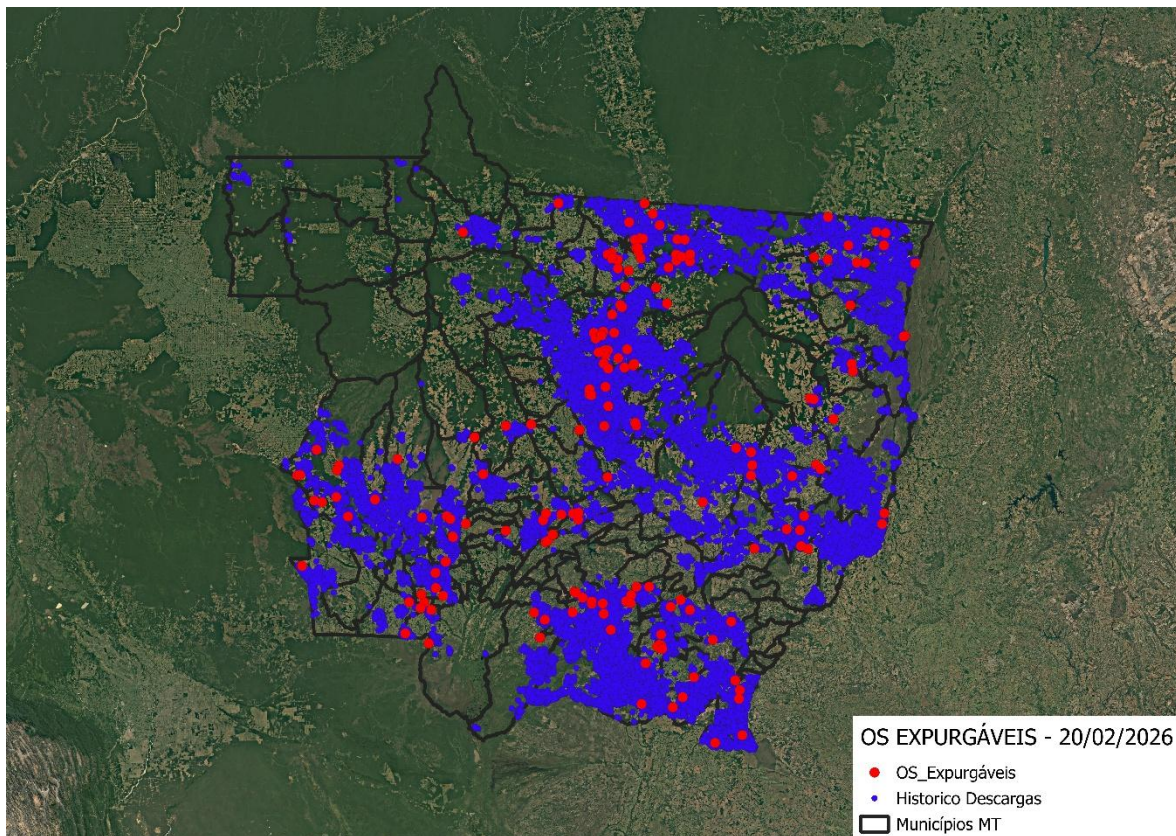 OS EXPURGÁVEIS - 20/02/2026
OS_Expurgáveis
Historico Descargas
Municípios MT